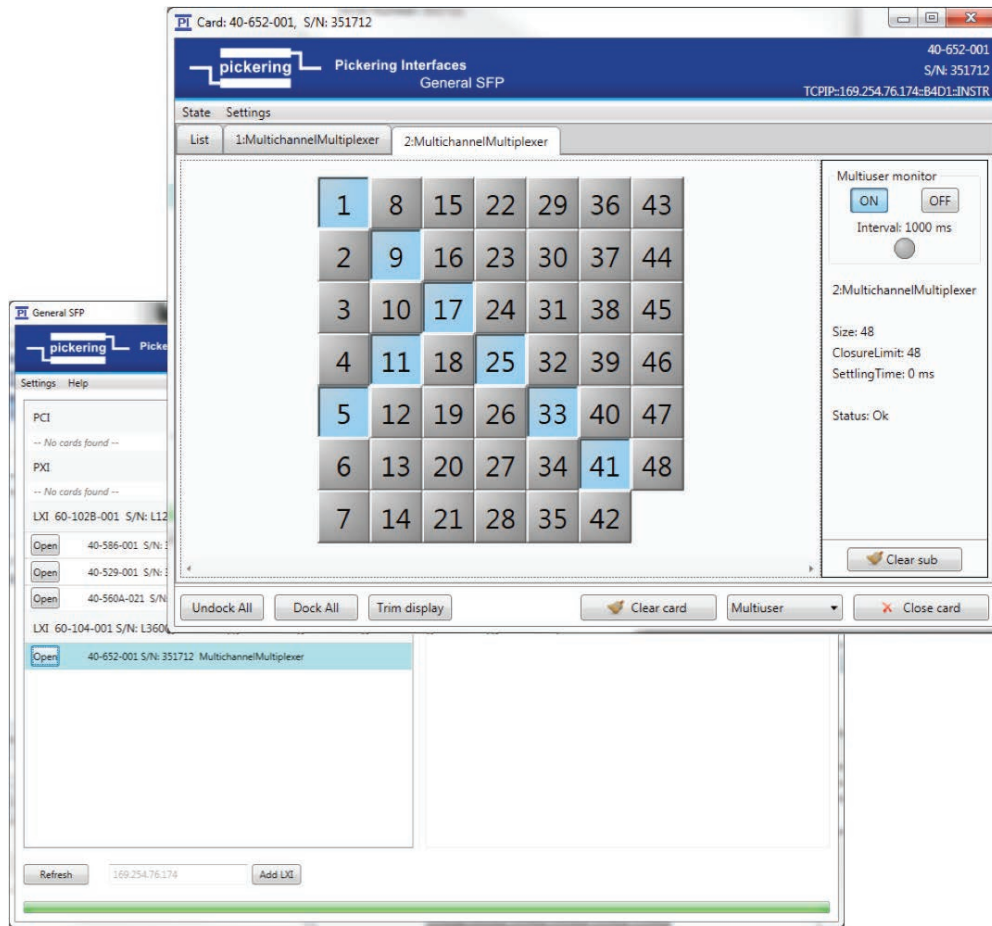 PI Card: 40-652-001, S/N: 351712
pickering
Pickering Interfaces
General SFP
40-652-001
S/N: 351712
TCPIP::169.254.76.174::B4D1::INSTR
State Settings
List 1:MultichannelMultiplexer 2:MultichannelMultiplexer
1 8 15 22 29 36 43
2 9 16 23 30 37 44
3 10 17 24 31 38 45
4 11 18 25 32 39 46
5 12 19 26 33 40 47
6 13 20 27 34 41 48
7 14 21 28 35 42
Multiuser monitor
ON OFF
Interval: 1000 ms
2:MultichannelMultiplexer
Size: 48
ClosureLimit: 48
SettlingTime: 0 ms
Status: Ok
Clear sub
Undock All Dock All Trim display Clear card Multiuser Close card
PI General SFP
pickering Picke
Settings Help
PCI
-- No cards found --
PXI
-- No cards found --
LXI 60-102B-001 S/N: L12
Open 40-586-001 S/N: 3
Open 40-529-001 S/N: 3
Open 40-560A-021 S/N:
LXI 60-104-001 S/N: L3600
Open 40-652-001 S/N: 351712 MultichannelMultiplexer
Refresh 169.254.76.174 Add LXI